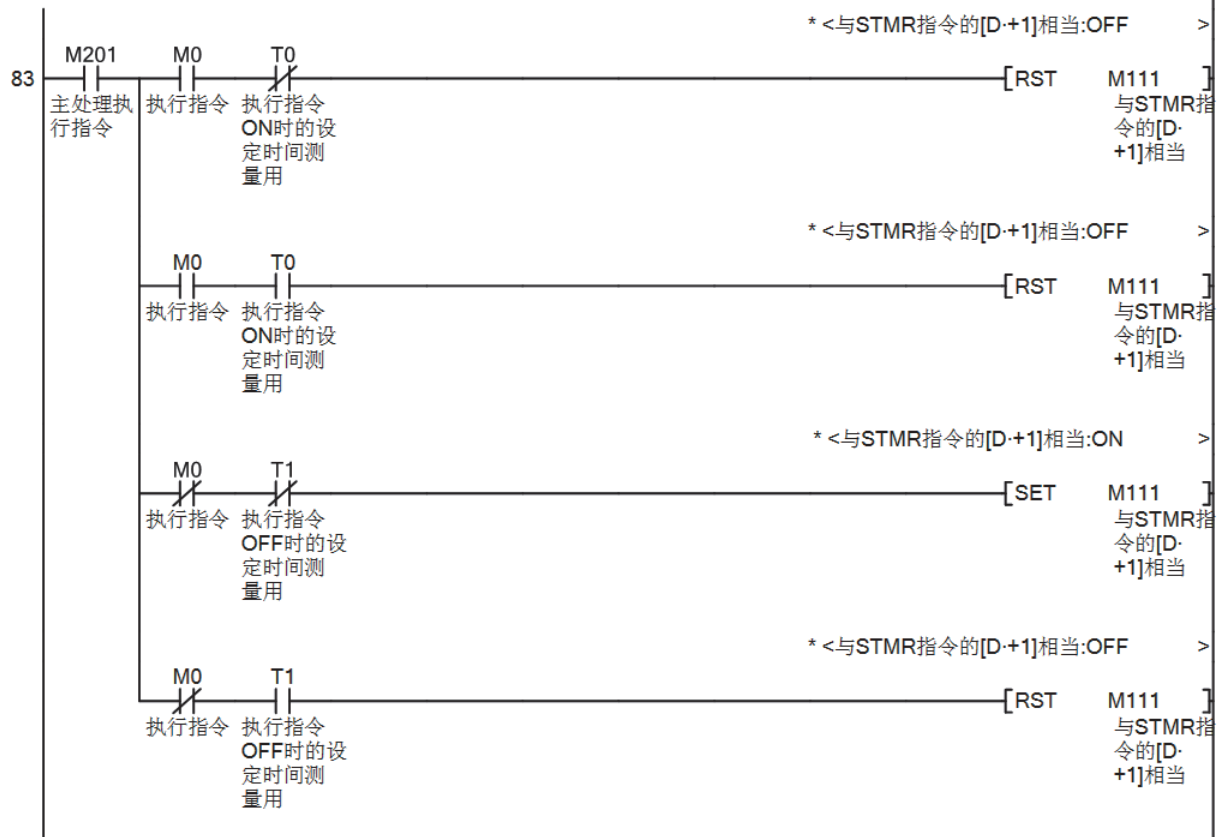 * <与STMR指令的[D·+1]相当:OFF >
M201 M0 T0
83 [RST M111 ]
主处理执 执行指令 执行指令 与STMR指
行指令 ON时的设 令的[D·
定时间测 +1]相当
量用
* <与STMR指令的[D·+1]相当:OFF >
M0 T0
[RST M111 ]
执行指令 执行指令 与STMR指
ON时的设 令的[D·
定时间测 +1]相当
量用
* <与STMR指令的[D·+1]相当:ON >
M0 T1
[SET M111 ]
执行指令 执行指令 与STMR指
OFF时的设 令的[D·
定时间测 +1]相当
量用
* <与STMR指令的[D·+1]相当:OFF >
M0 T1
[RST M111 ]
执行指令 执行指令 与STMR指
OFF时的设 令的[D·
定时间测 +1]相当
量用